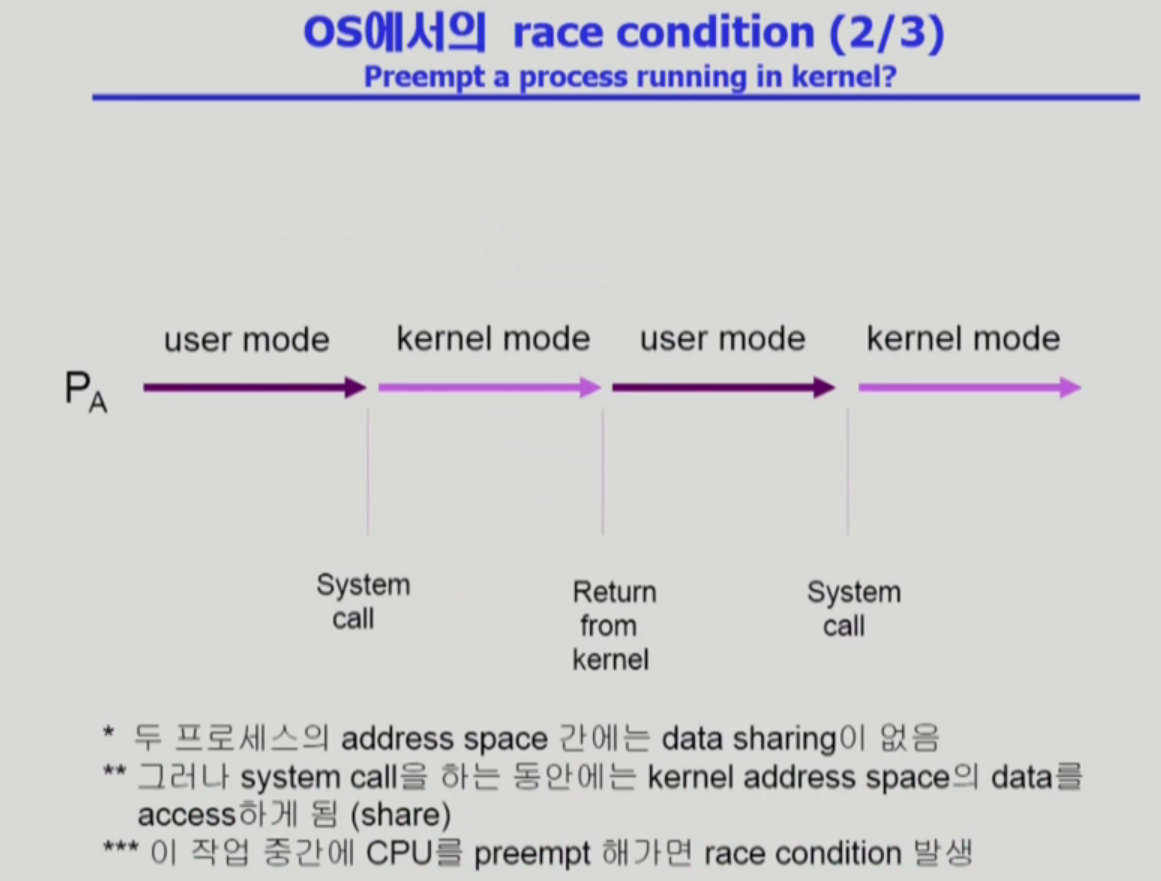 OS에서의 race condition (2/3)
Preempt a process running in kernel?
user mode kernel mode user mode kernel mode
PA
System call
Return from kernel
System call
* 두 프로세스의 address space 간에는 data sharing이 없음
** 그러나 system call을 하는 동안에는 kernel address space의 data를
access하게 됨 (share)
*** 이 작업 중간에 CPU를 preempt 해가면 race condition 발생